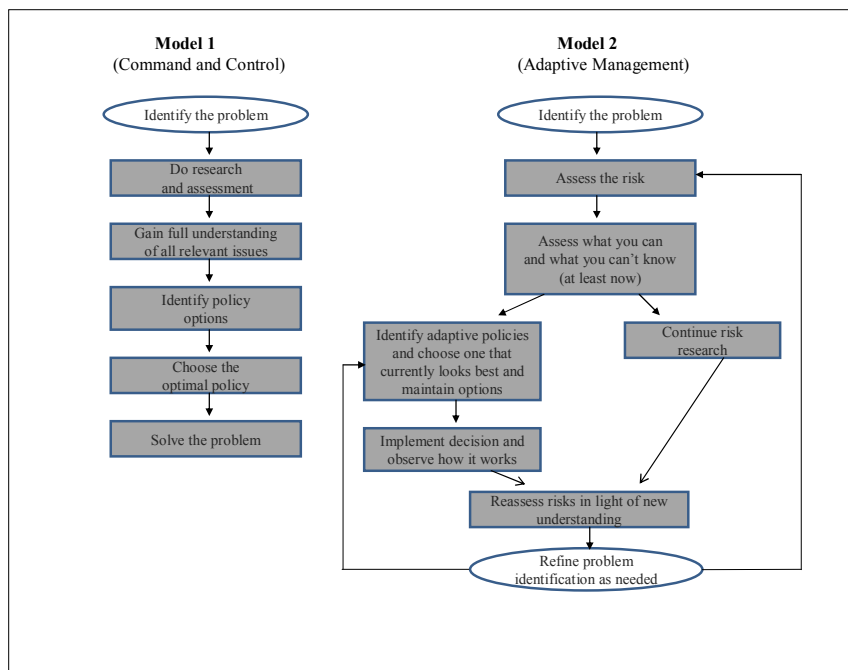 Model 1
(Command and Control)
Identify the problem
Do research
and assessment
Gain full understanding
of all relevant issues
Identify policy
options
Choose the
optimal policy
Solve the problem
Model 2
(Adaptive Management)
Identify the problem
Assess the risk
Assess what you can
and what you can't know
(at least now)
Identify adaptive policies
and choose one that
currently looks best and
maintain options
Continue risk
research
Implement decision and
observe how it works
Reassess risks in light of new
understanding
Refine problem
identification as needed